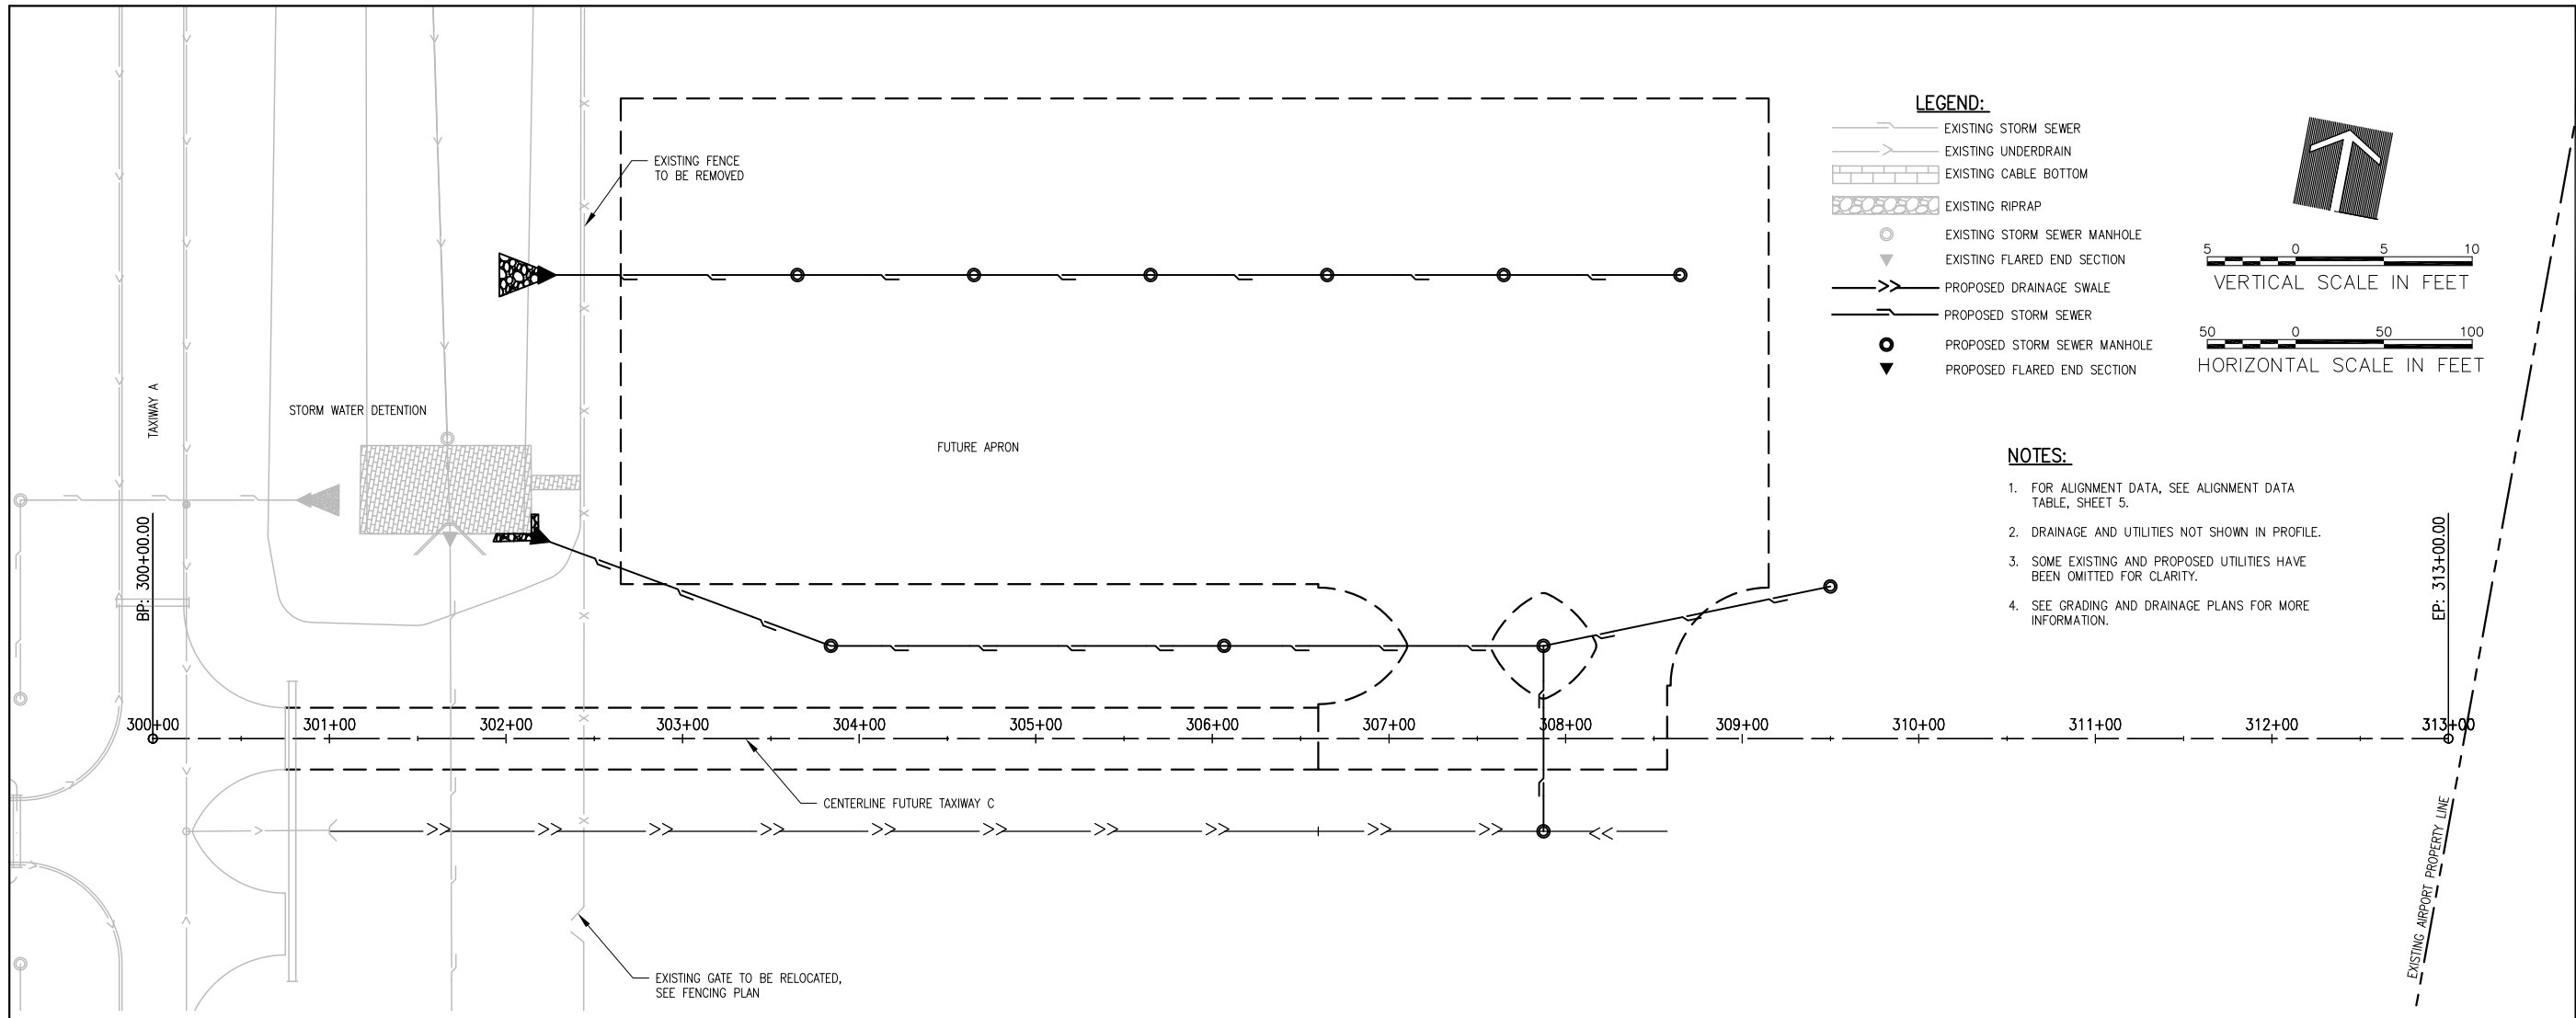 EXISTING FENCE
TO BE REMOVED
TAXIWAY A
STORM WATER DETENTION
FUTURE APRON
BP: 300+00.00
LEGEND:
EXISTING STORM SEWER
EXISTING UNDERDRAIN
EXISTING CABLE BOTTOM
EXISTING RIPRAP
EXISTING STORM SEWER MANHOLE
EXISTING FLARED END SECTION
PROPOSED DRAINAGE SWALE
PROPOSED STORM SEWER
PROPOSED STORM SEWER MANHOLE
PROPOSED FLARED END SECTION
5 0 5 10
VERTICAL SCALE IN FEET
50 0 50 100
HORIZONTAL SCALE IN FEET
NOTES:
1. FOR ALIGNMENT DATA, SEE ALIGNMENT DATA
TABLE, SHEET 5.
2. DRAINAGE AND UTILITIES NOT SHOWN IN PROFILE.
3. SOME EXISTING AND PROPOSED UTILITIES HAVE
BEEN OMITTED FOR CLARITY.
4. SEE GRADING AND DRAINAGE PLANS FOR MORE
INFORMATION.
EP: 313+00.00
300+00 301+00 302+00 303+00 304+00 305+00 306+00 307+00 308+00 309+00 310+00 311+00 312+00 313+00
CENTERLINE FUTURE TAXIWAY C
EXISTING AIRPORT PROPERTY LINE
EXISTING GATE TO BE RELOCATED,
SEE FENCING PLAN